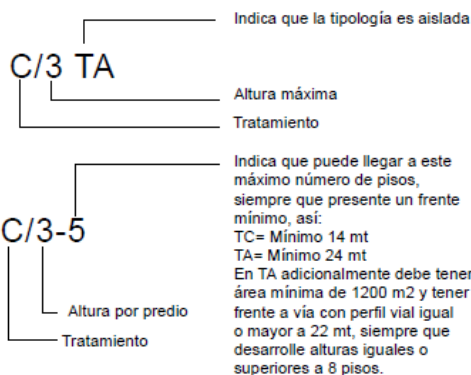 Indica que la tipología es aislada
C/3 TA
Altura máxima
Tratamiento
Indica que puede llegar a este
máximo número de pisos,
siempre que presente un frente
mínimo, así:
TC= Mínimo 14 mt
TA= Mínimo 24 mt
En TA adicionalmente debe tener
área mínima de 1200 m2 y tener
frente a vía con perfil vial igual
o mayor a 22 mt, siempre que
desarrolle alturas iguales o
superiores a 8 pisos.
C/3-5
Altura por predio
Tratamiento